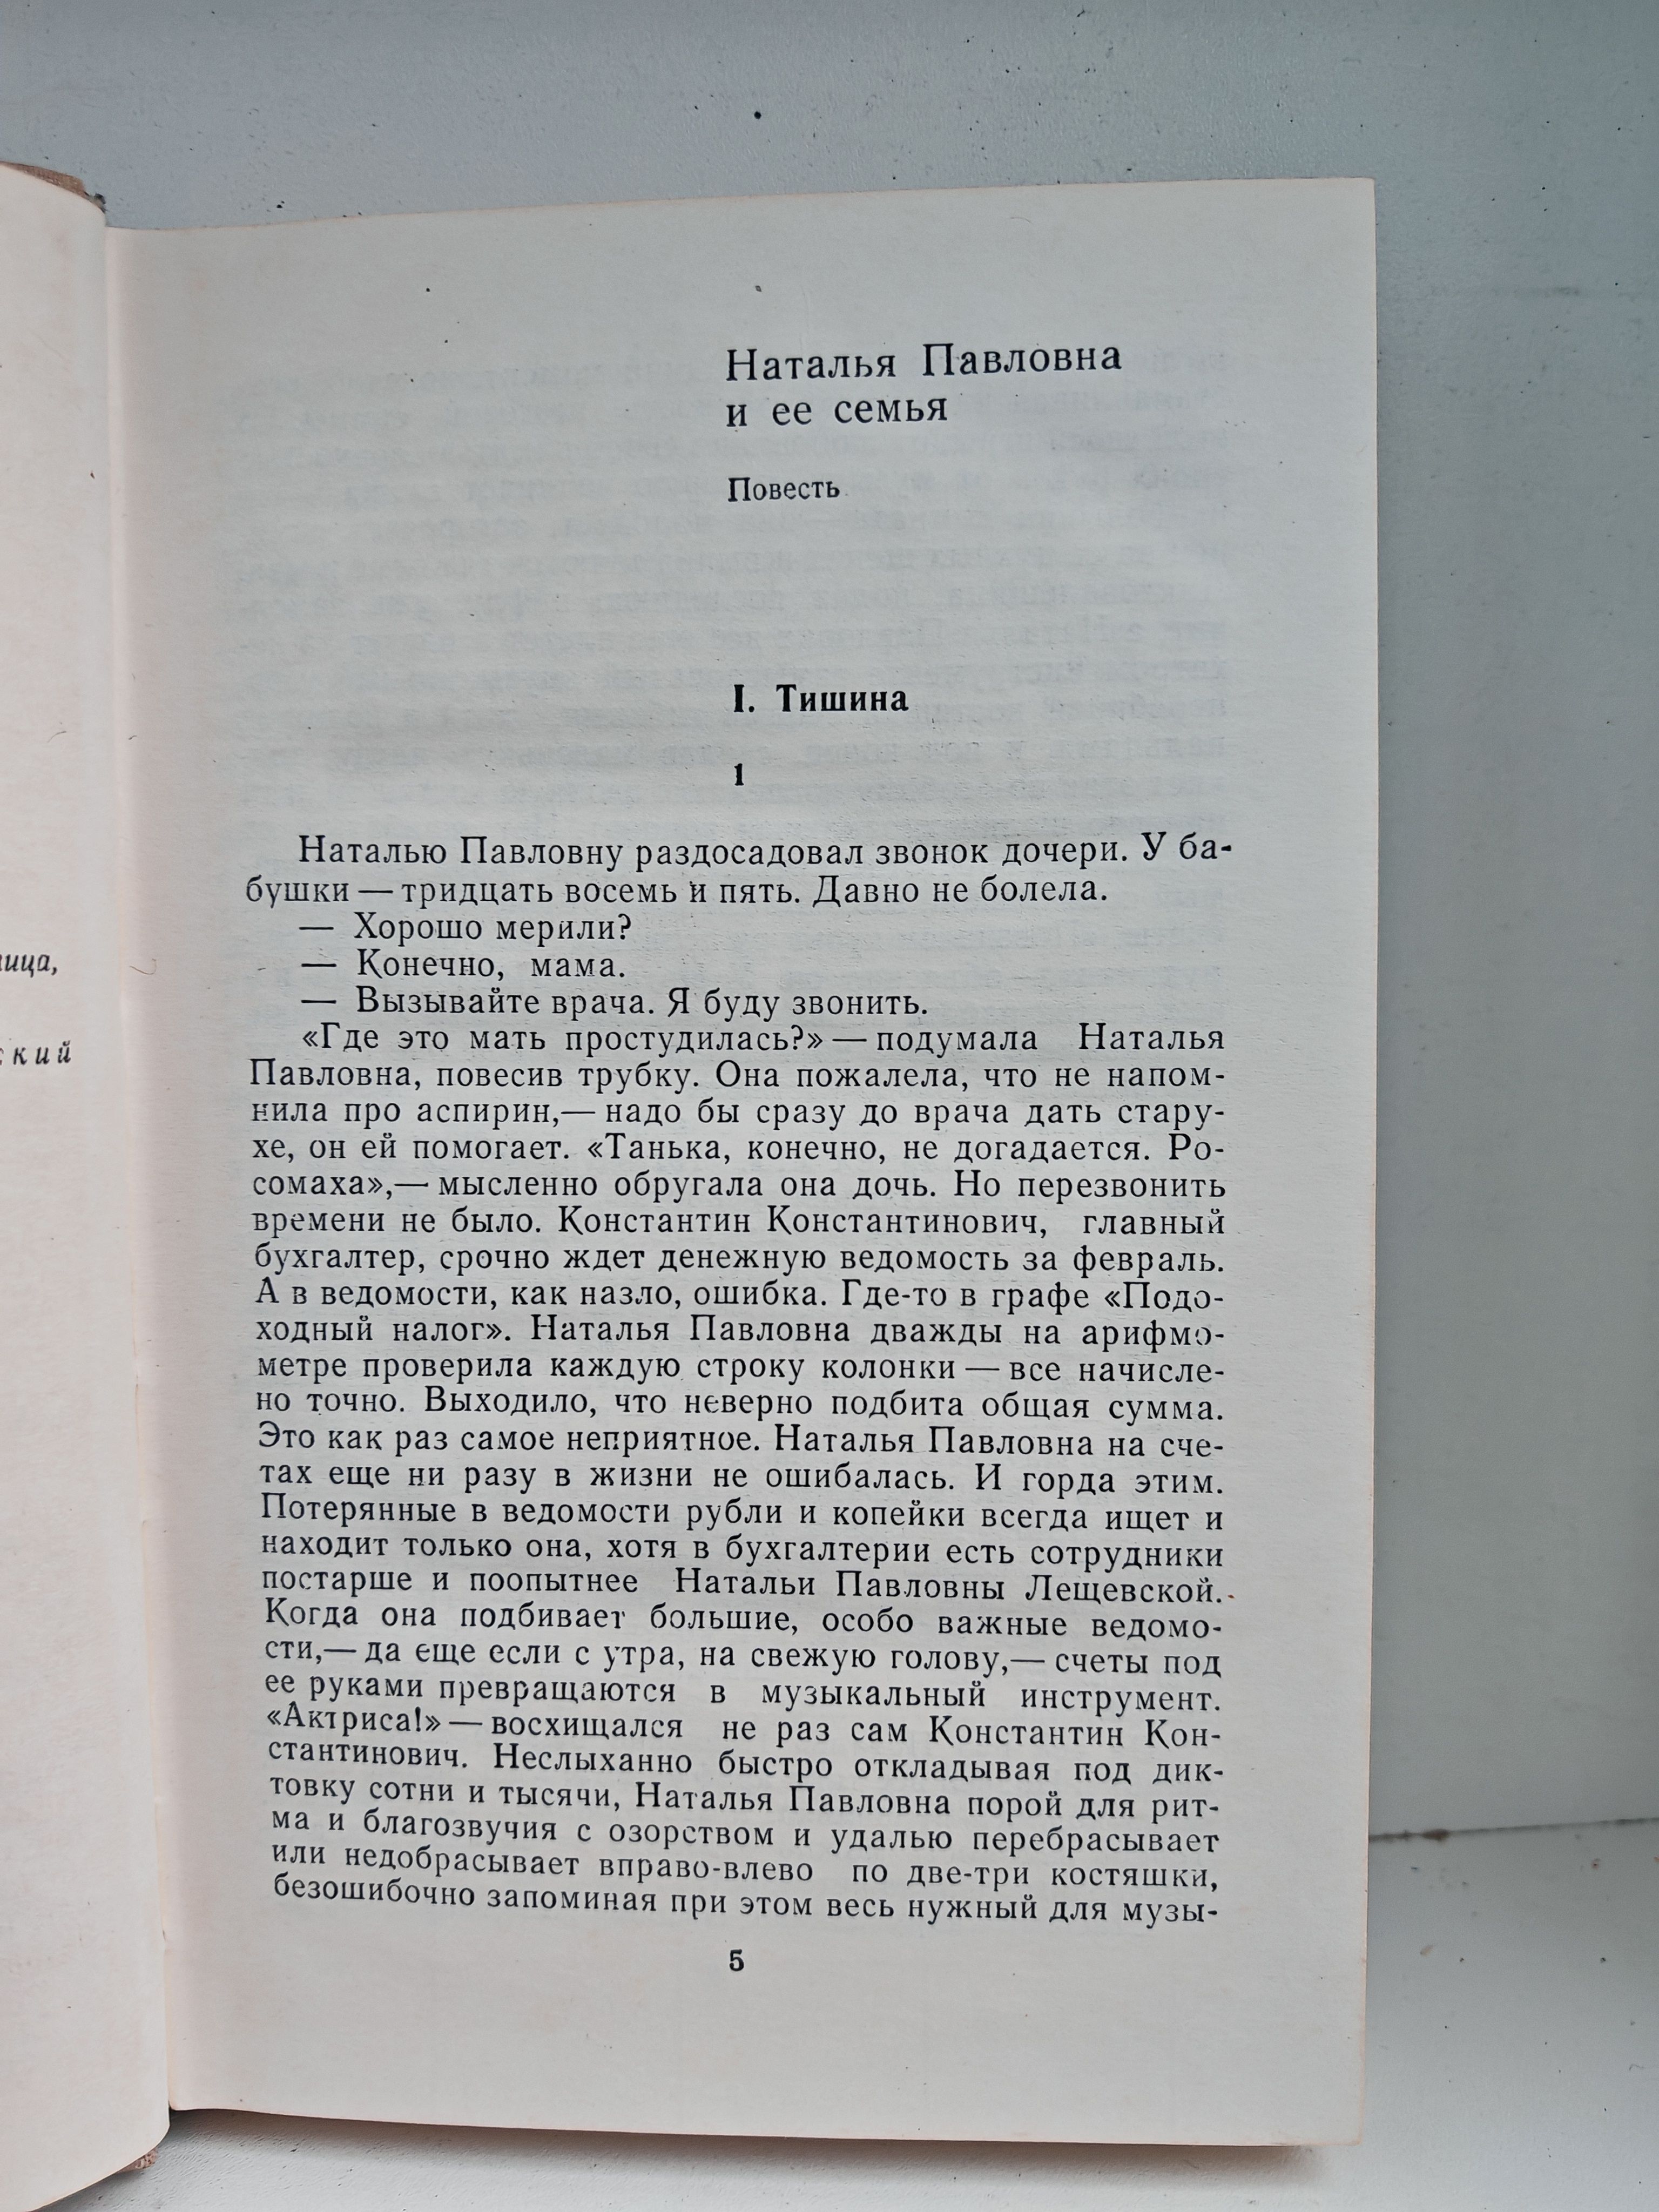 ица,
ский
Наталья Павловна
и ее семья
Повесть
I. Тишина
1
Наталью Павловну раздосадовал звонок дочери. У ба-
бушки — тридцать восемь и пять. Давно не болела.
— Хорошо мерили?
— Конечно, мама.
— Вызывайте врача. Я буду звонить.
«Где это мать простудилась?» — подумала Наталья
Павловна, повесив трубку. Она пожалела, что не напом-
нила про аспирин,— надо бы сразу до врача дать стару-
хе, он ей помогает. «Танька, конечно, не догадается. Ро-
сомаха»,— мысленно обругала она дочь. Но перезвонить
времени не было. Константин Константинович, главный
бухгалтер, срочно ждет денежную ведомость за февраль.
А в ведомости, как назло, ошибка. Где-то в графе «Подо-
ходный налог». Наталья Павловна дважды на арифмо-
метре проверила каждую строку колонки — все начисле-
но точно. Выходило, что неверно подбита общая сумма.
Это как раз самое неприятное. Наталья Павловна на сче-
тах еще ни разу в жизни не ошибалась. И горда этим.
Потерянные в ведомости рубли и копейки всегда ищет и
находит только она, хотя в бухгалтерии есть сотрудники
постарше и поопытнее Натальи Павловны Лещевской.
Когда она подбивает большие, особо важные ведомо-
сти,— да еще если с утра, на свежую голову,— счеты под
ее руками превращаются в музыкальный инструмент.
«Актриса!» — восхищался не раз сам Константин Кон-
стантинович. Неслыханно быстро откладывая под дик-
товку сотни и тысячи, Наталья Павловна порой для рит-
ма и благозвучия с озорством и удалью перебрасывает
или недобрасывает вправо-влево по две-три костяшки,
безошибочно запоминая при этом весь нужный для музы-
5